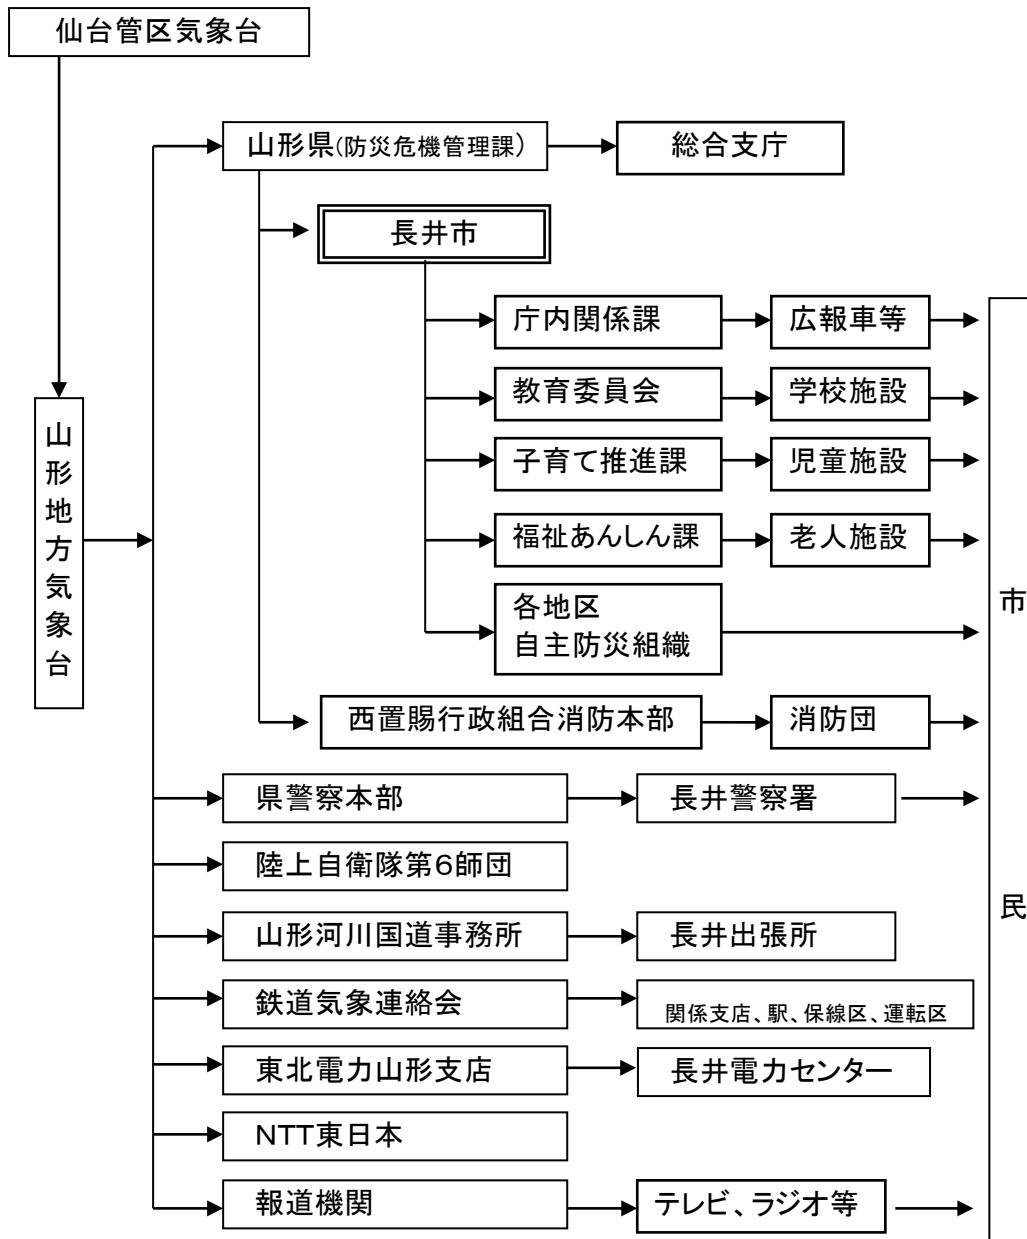 仙台管区気象台
山形県(防災危機管理課)
総合支庁
長井市
庁内関係課
広報車等
教育委員会
学校施設
子育て推進課
児童施設
福祉あんしん課
老人施設
各地区
自主防災組織
西置賜行政組合消防本部
消防団
山形地方気象台
県警察本部
長井警察署
陸上自衛隊第6師団
山形河川国道事務所
長井出張所
鉄道気象連絡会
関係支店、駅、保線区、運転区
東北電力山形支店
長井電力センター
NTT東日本
報道機関
テレビ、ラジオ等
市民